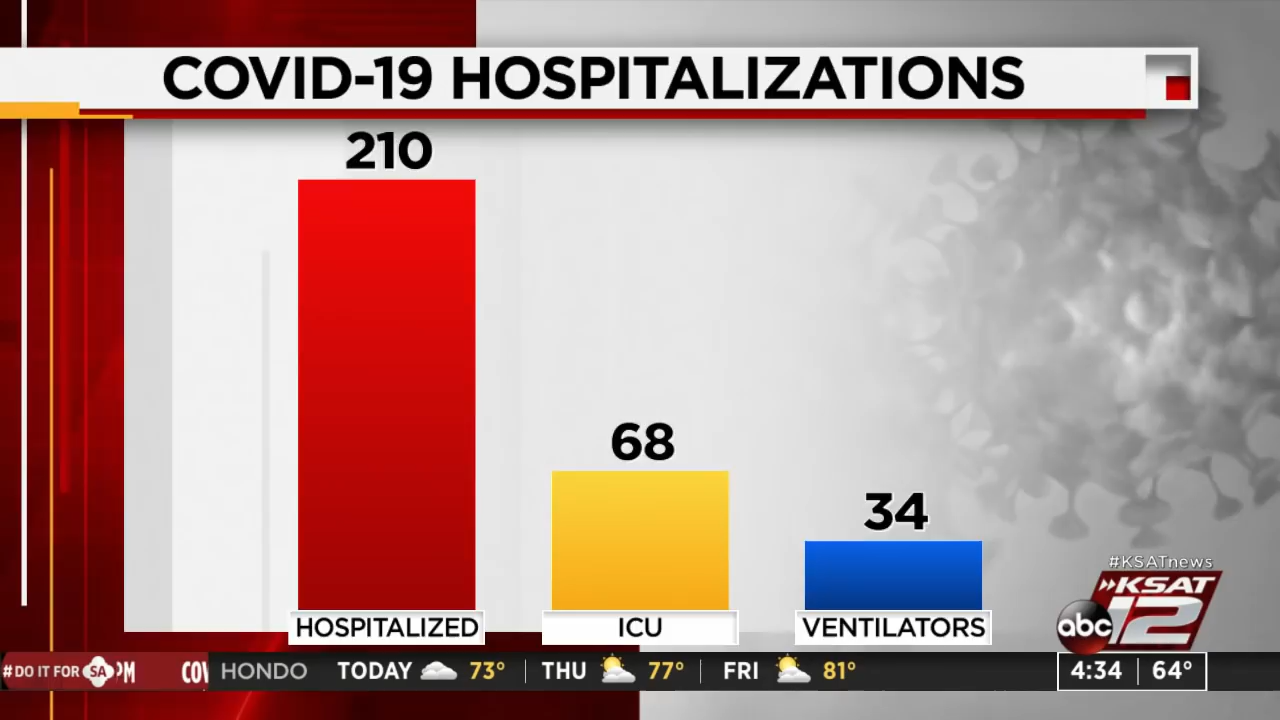 COVID-19 HOSPITALIZATIONS
210
68
34
HOSPITALIZED
ICU
VENTILATORS
#KSATnews
KSAT
abc 12
#DO IT FOR SA
HONDO TODAY 73° THU 77° FRI 81°
4:34 64°